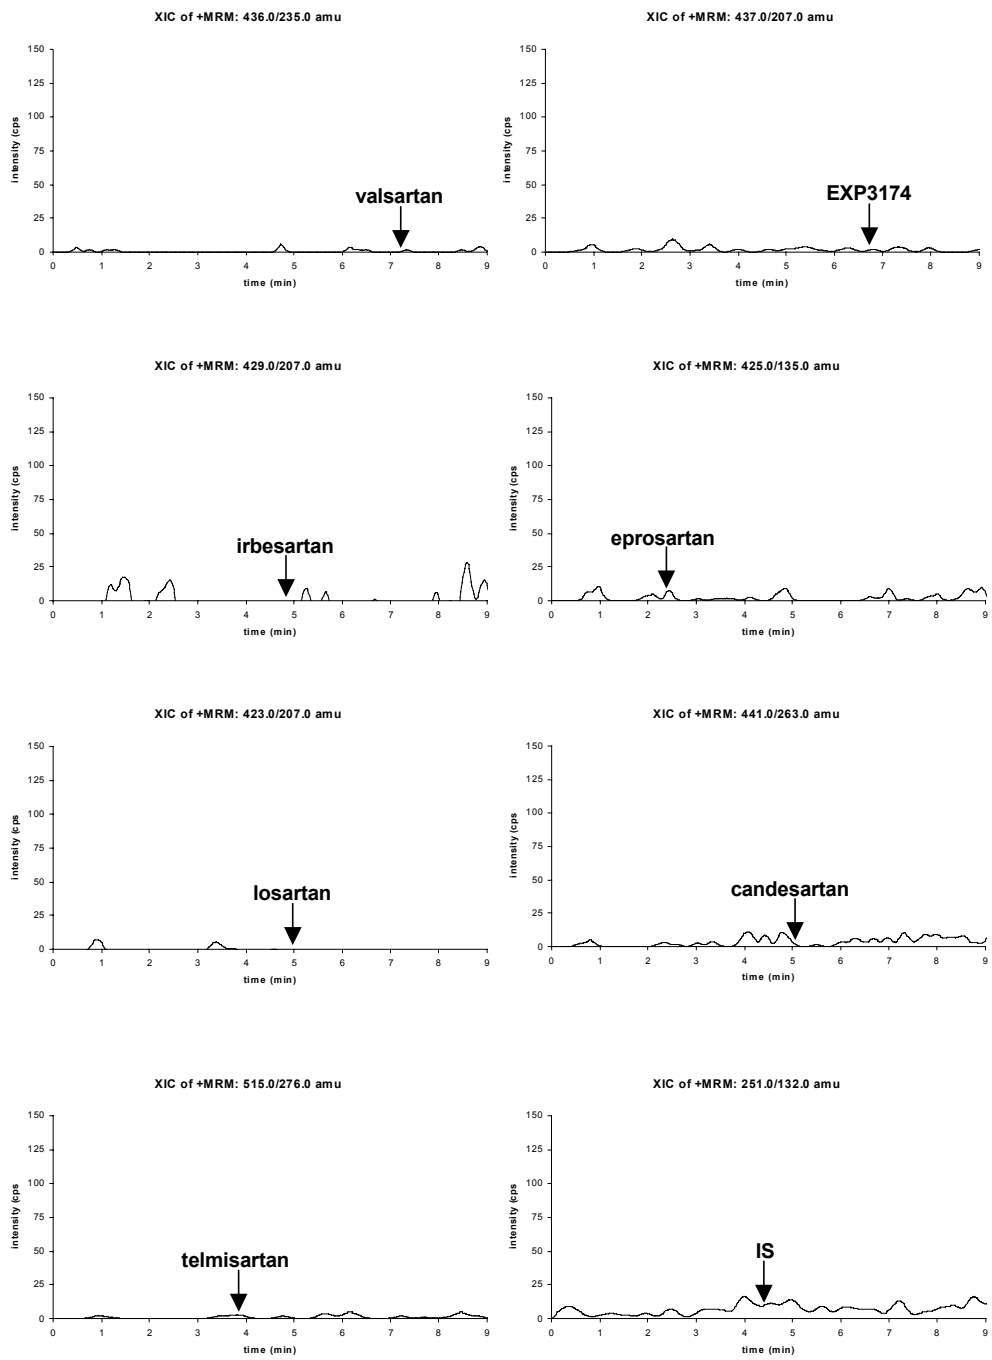 XIC of +MRM: 436.0/235.0 amu
150
125
100
75
50
25
0
intensity (cps
valsartan
0 1 2 3 4 5 6 7 8 9
time (min)
XIC of +MRM: 437.0/207.0 amu
150
125
100
75
50
25
0
intensity (cps
EXP3174
0 1 2 3 4 5 6 7 8 9
time (min)
XIC of +MRM: 429.0/207.0 amu
150
125
100
75
50
25
0
intensity (cps
irbesartan
0 1 2 3 4 5 6 7 8 9
time (min)
XIC of +MRM: 425.0/135.0 amu
150
125
100
75
50
25
0
intensity (cps
eprosartan
0 1 2 3 4 5 6 7 8 9
time (min)
XIC of +MRM: 423.0/207.0 amu
150
125
100
75
50
25
0
intensity (cps
losartan
0 1 2 3 4 5 6 7 8 9
time (min)
XIC of +MRM: 441.0/263.0 amu
150
125
100
75
50
25
0
intensity (cps
candesartan
0 1 2 3 4 5 6 7 8 9
time (min)
XIC of +MRM: 515.0/276.0 amu
150
125
100
75
50
25
0
intensity (cps
telmisartan
0 1 2 3 4 5 6 7 8 9
time (min)
XIC of +MRM: 251.0/132.0 amu
150
125
100
75
50
25
0
intensity (cps
IS
0 1 2 3 4 5 6 7 8 9
time (min)